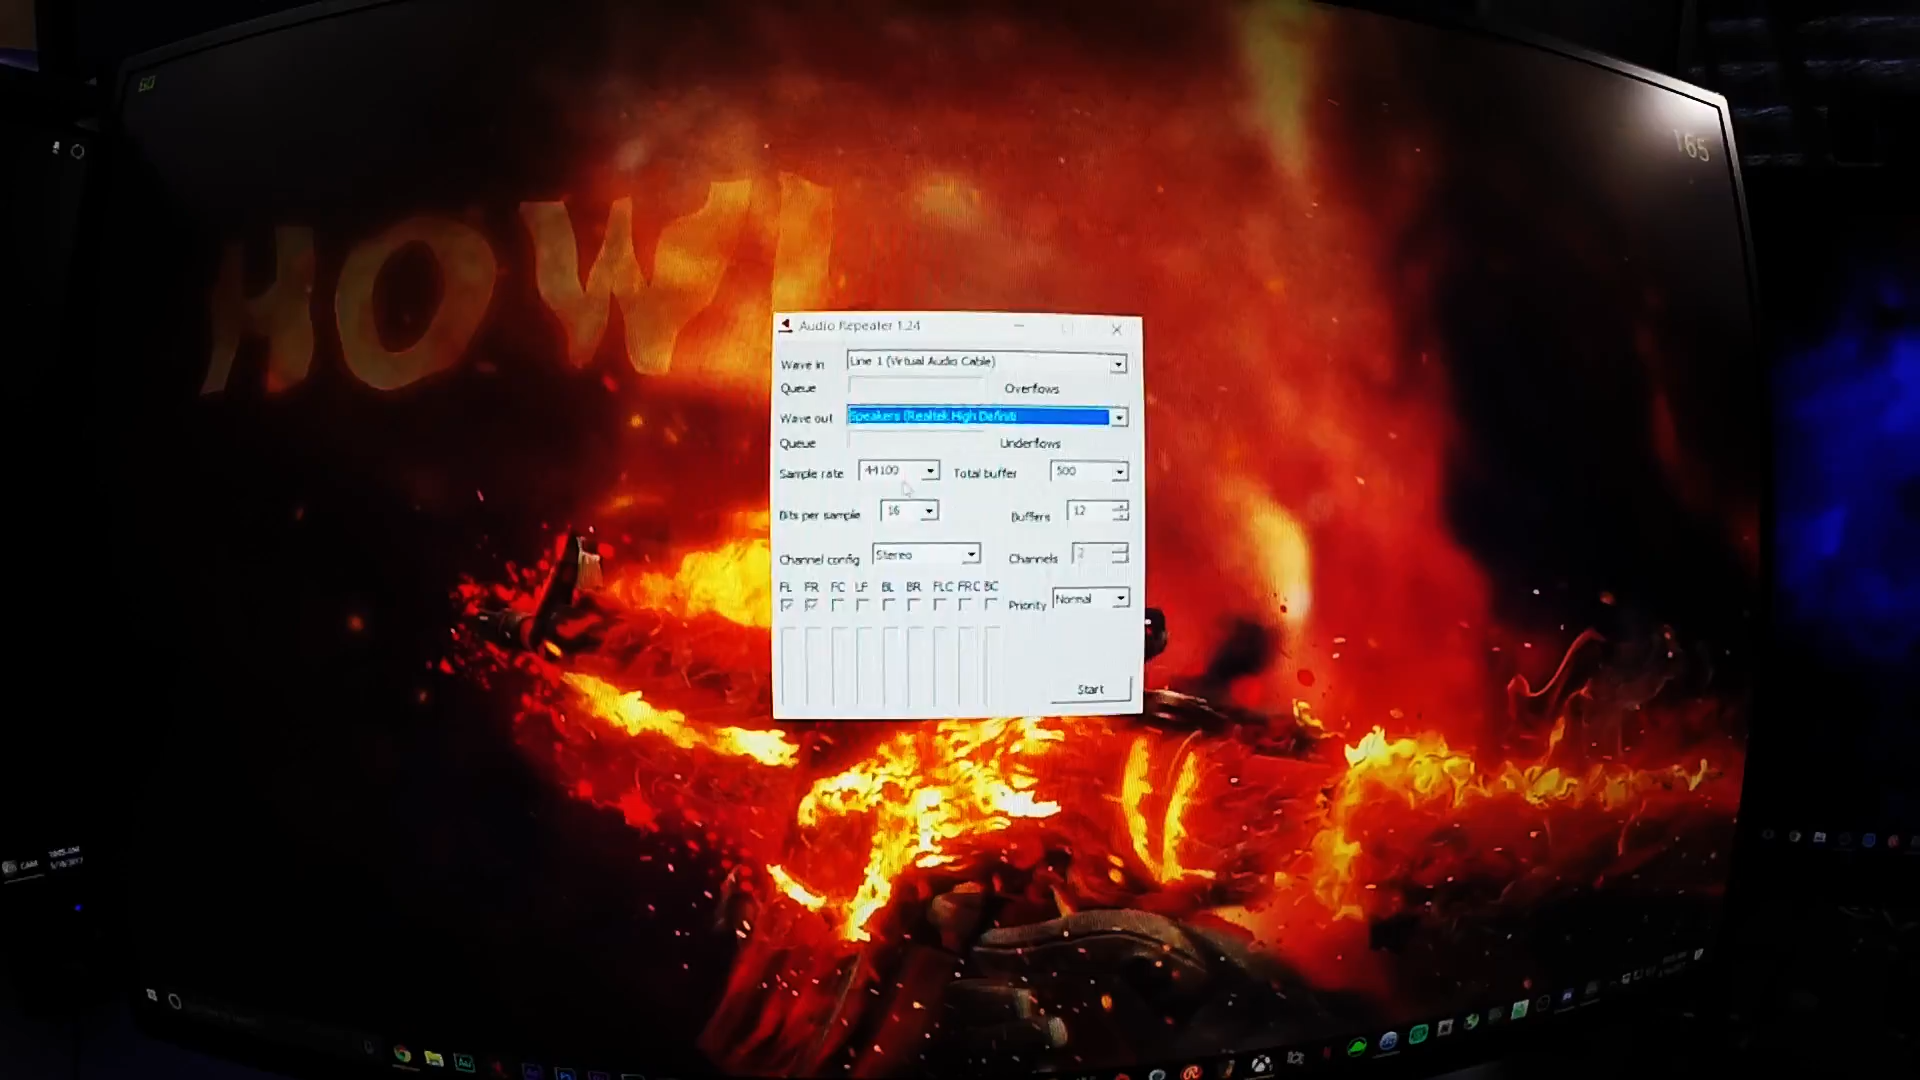 165
HOWL
Audio Repeater 1.24
Wave in Line 1 (Virtual Audio Cable)
Queue Overflows
Wave out Speakers (Realtek High Definiti
Queue Underflows
Sample rate 44100 Total buffer 500
Bits per sample 16 Buffers 12
Channel config Stereo Channels 2
FL FR FC LF BL BR FLC FRC BC
Priority Normal
Start
CAM